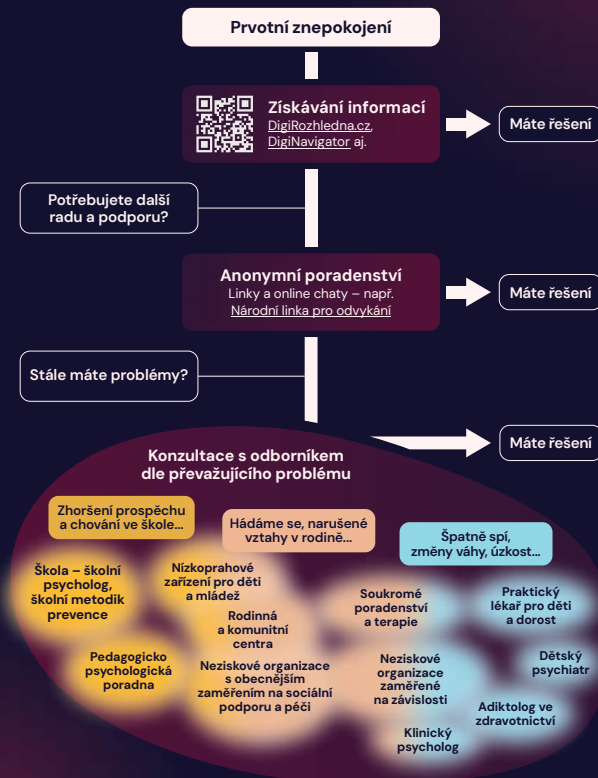 Prvotní znepokojení
Získávání informací
DigiRozhledna.cz,
DigiNavigator aj.
Máte řešení
Potřebujete další
radu a podporu?
Anonymní poradenství
Linky a online chaty – např.
Národní linka pro odvykání
Máte řešení
Stále máte problémy?
Máte řešení
Konzultace s odborníkem
dle převažujícího problému
Zhoršení prospěchu
a chování ve škole...
Hádáme se, narušené
vztahy v rodině...
Špatně spí,
změny váhy, úzkost...
Škola – školní
psycholog,
školní metodik
prevence
Nízkoprahové
zařízení pro děti
a mládež
Rodinná
a komunitní
centra
Soukromé
poradenství
a terapie
Praktický
lékař pro děti
a dorost
Pedagogicko
psychologická
poradna
Neziskové organizace
s obecnějším
zaměřením na sociální
podporu a péči
Neziskové
organizace
zaměřené
na závislosti
Dětský
psychiatr
Adiktolog ve
zdravotnictví
Klinický
psycholog